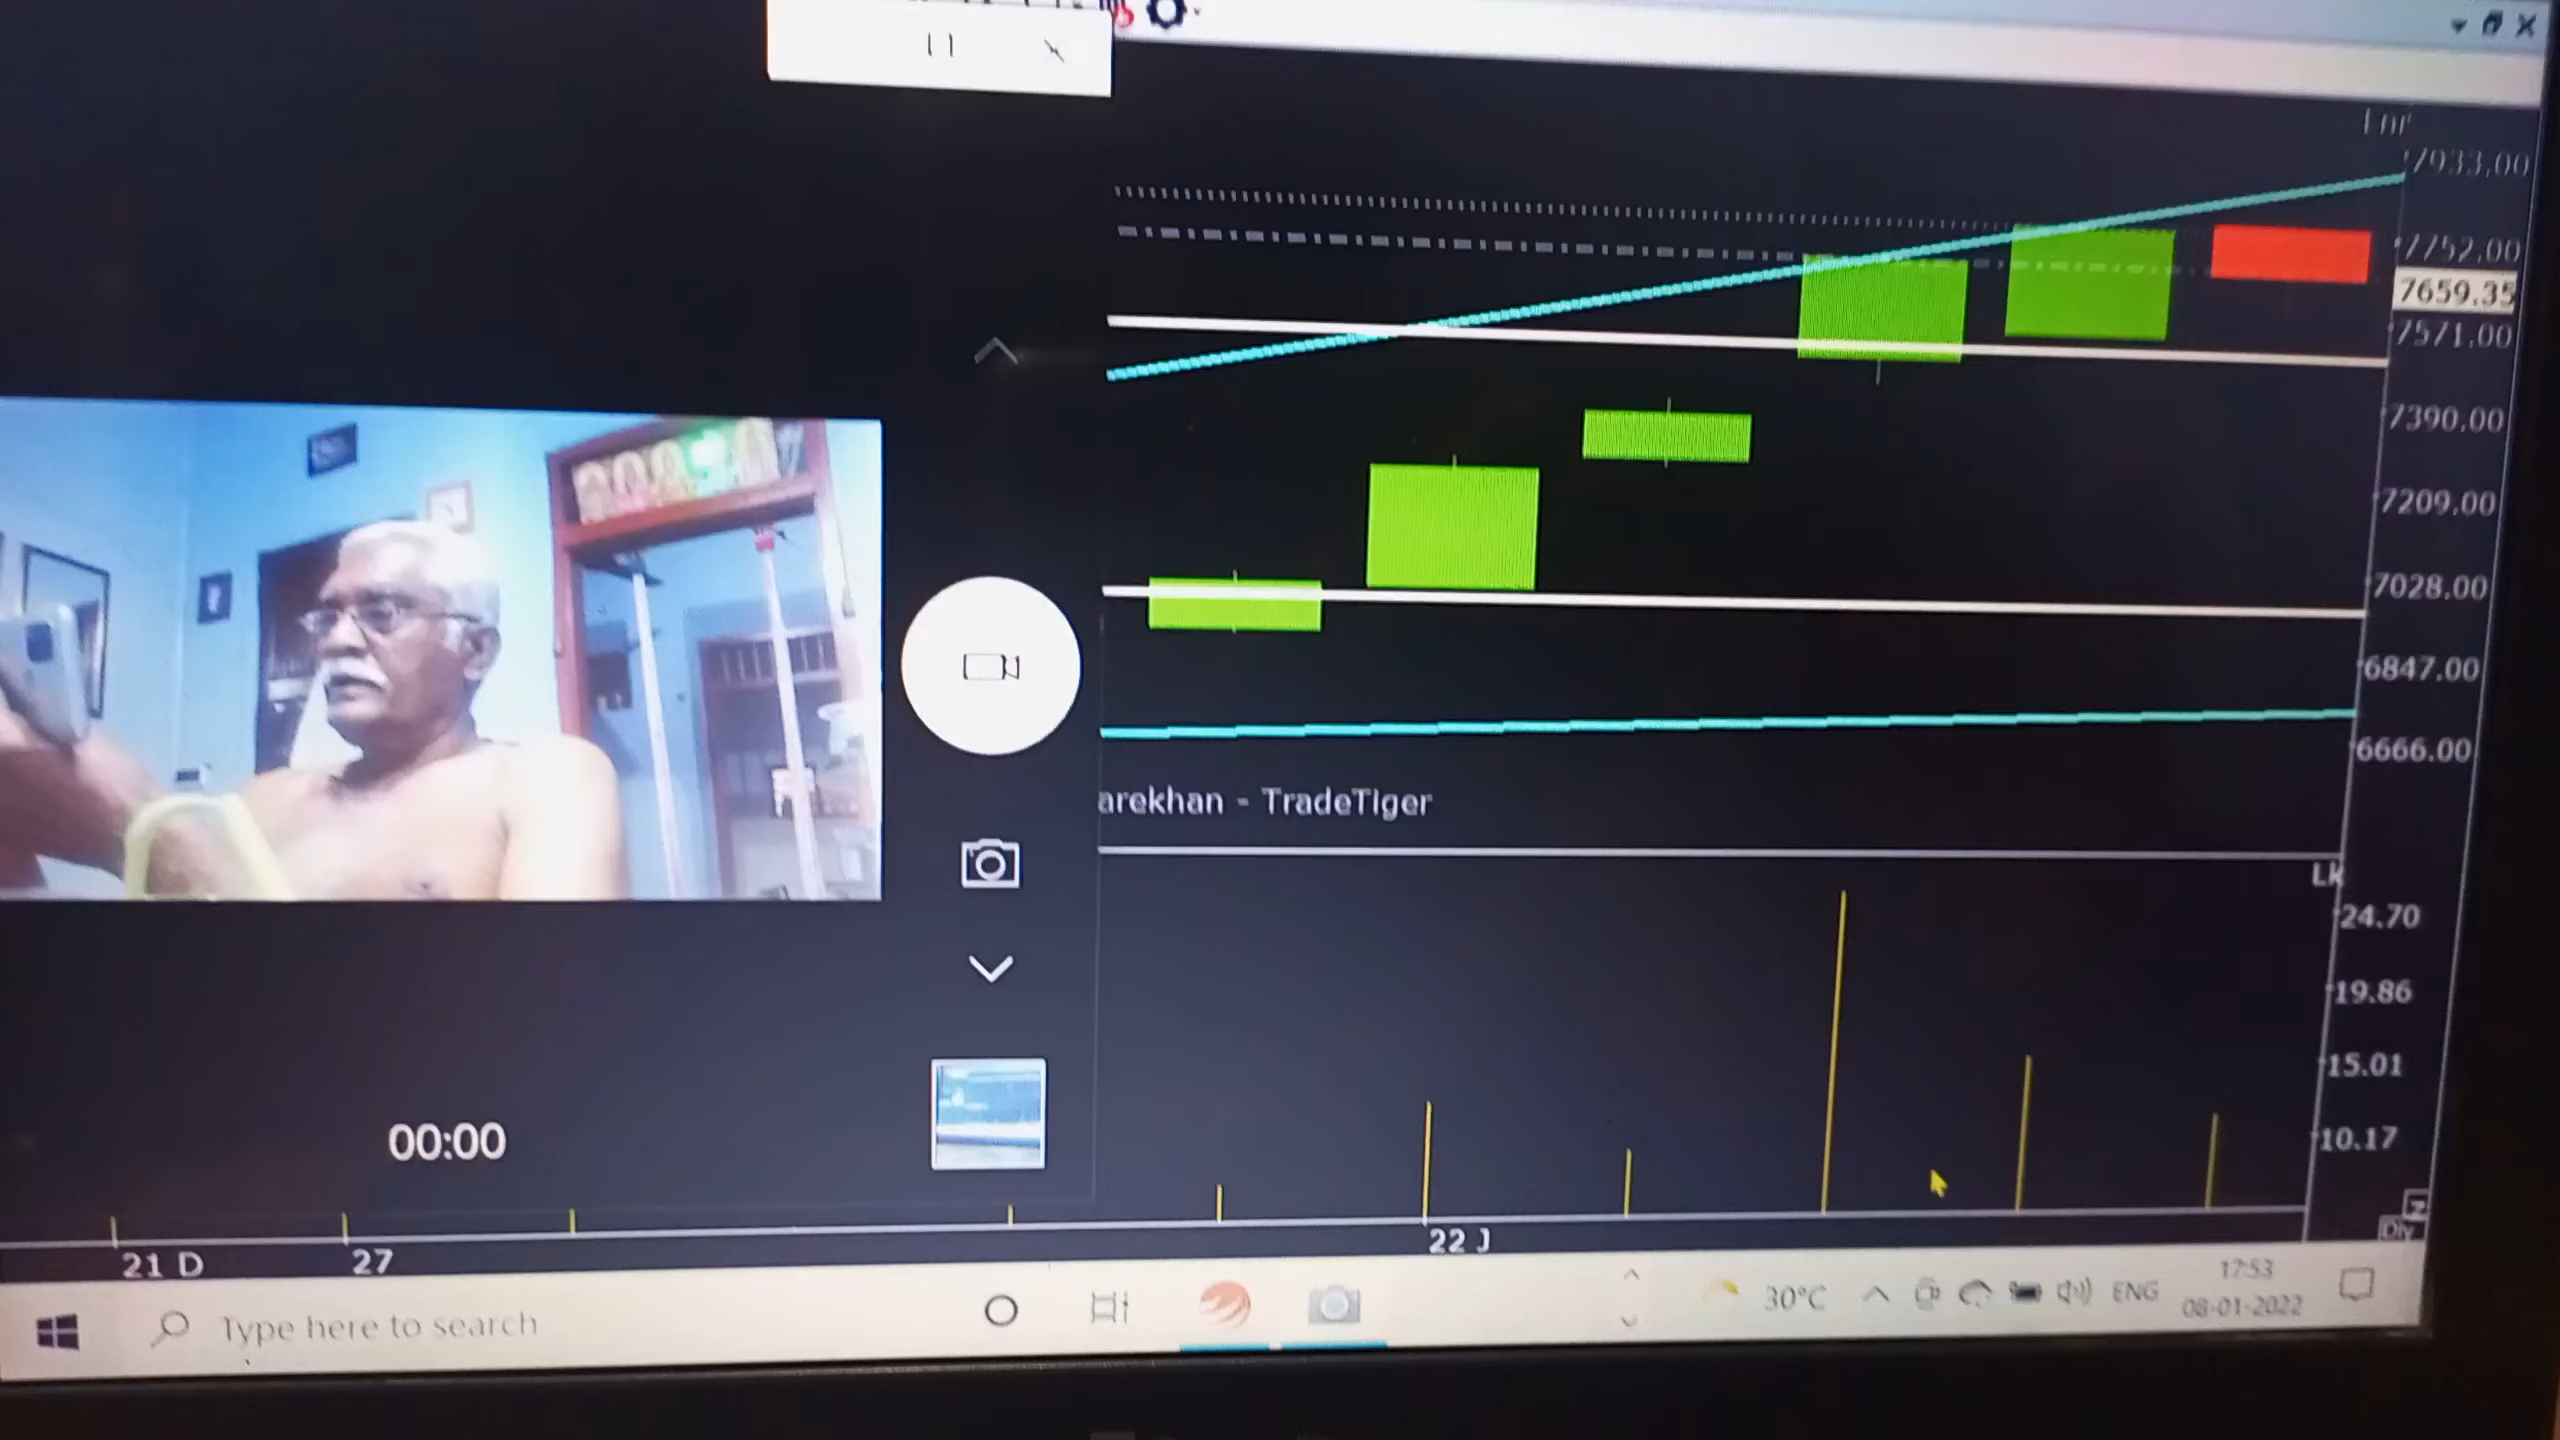 7933.00
7752.00
7659.35
7571.00
7390.00
7209.00
7028.00
6847.00
6666.00
arekhan - TradeTiger
Lk
24.70
19.86
15.01
10.17
00:00
Dly
21 D 27 22 J
Type here to search
30°C ENG 17:53
08-01-2022